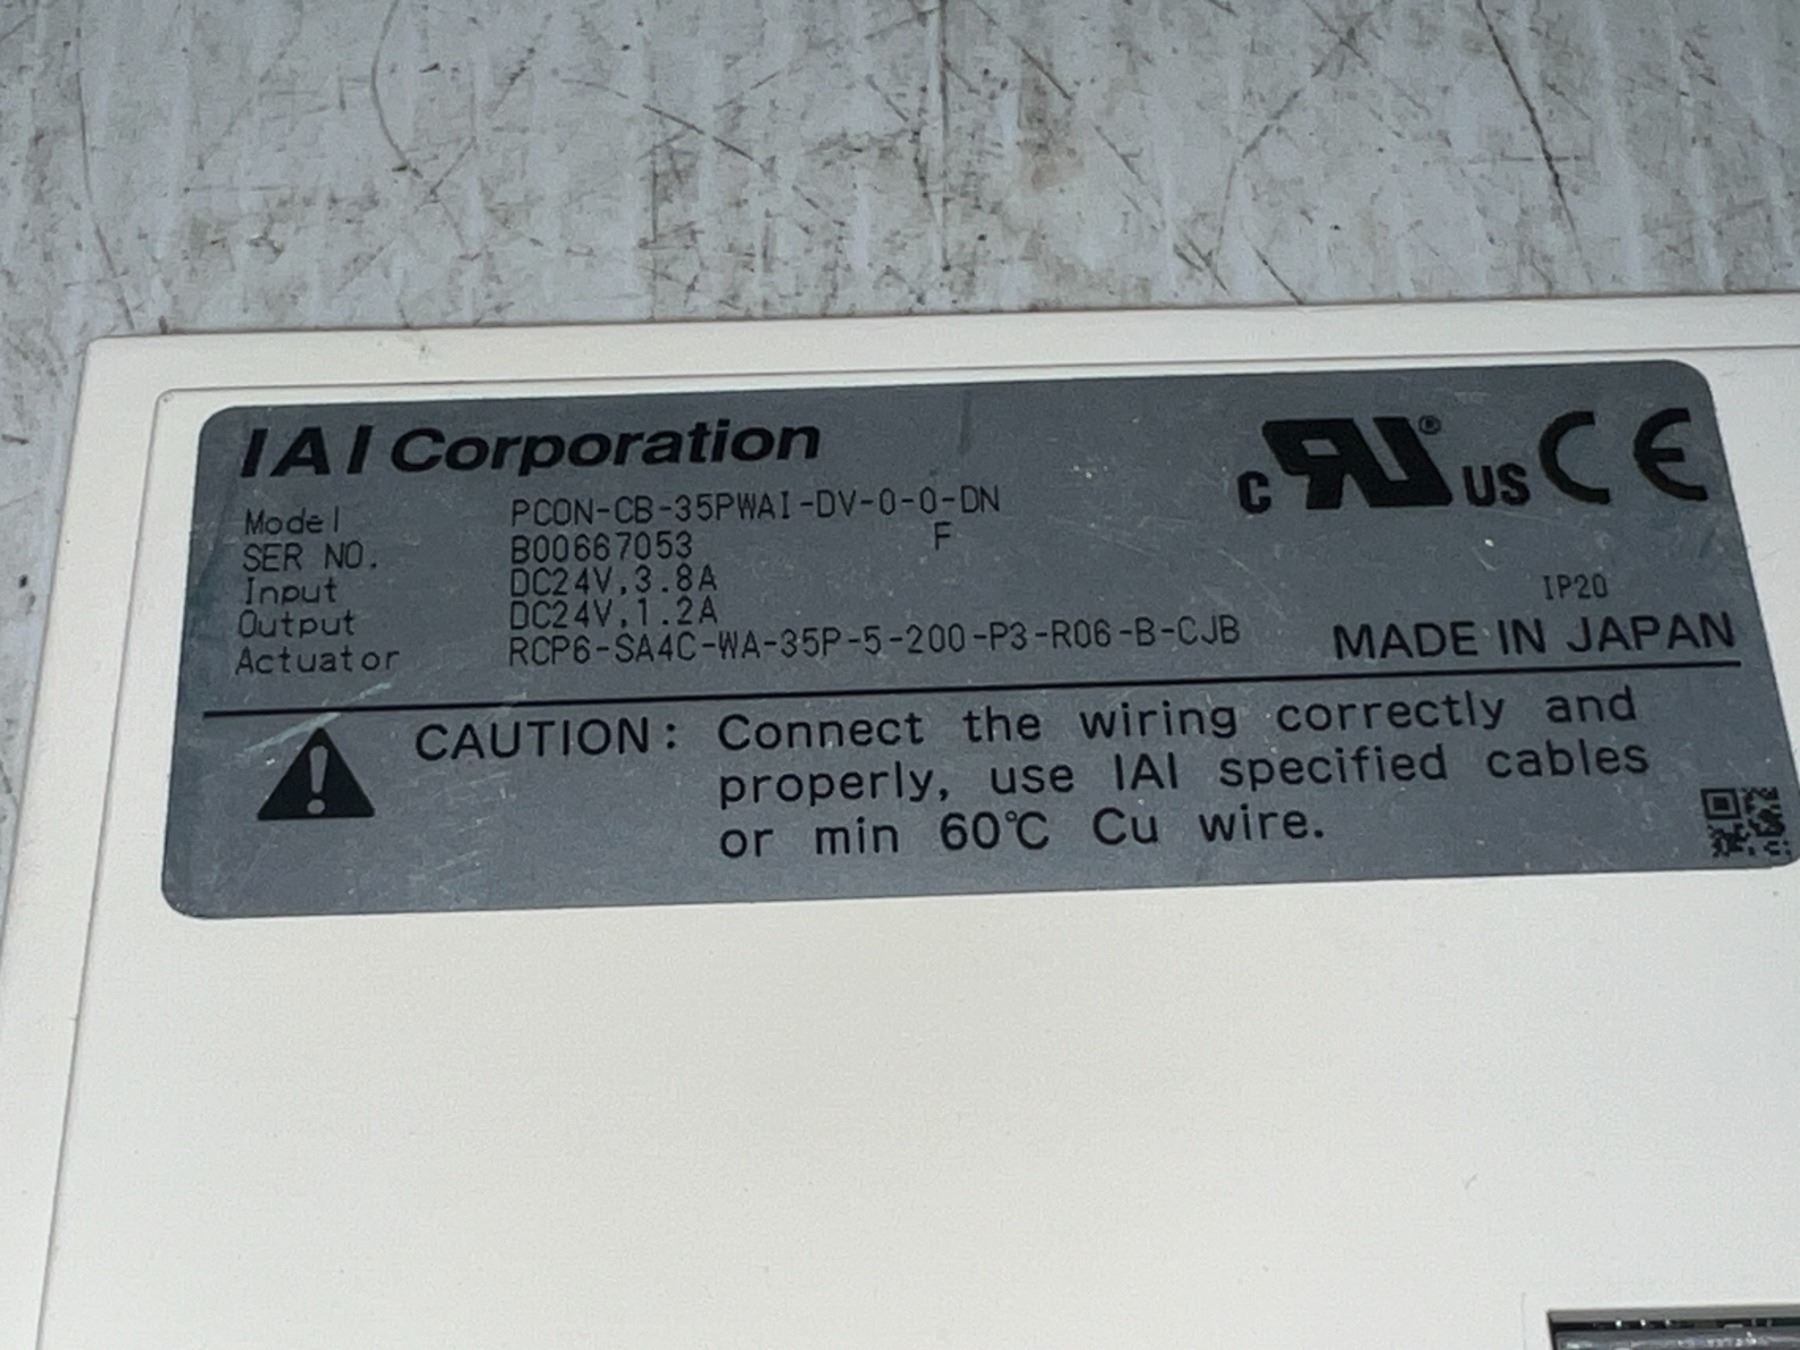 IAI Corporation
c RU® US CE
Model PCON-CB-35PWAI-DV-0-0-DN
SER NO. B00667053 F
Input DC24V,3.8A
Output DC24V,1.2A
IP20
Actuator RCP6-SA4C-WA-35P-5-200-P3-R06-B-CJB
MADE IN JAPAN
CAUTION: Connect the wiring correctly and
properly, use IAI specified cables
or min 60℃ Cu wire.